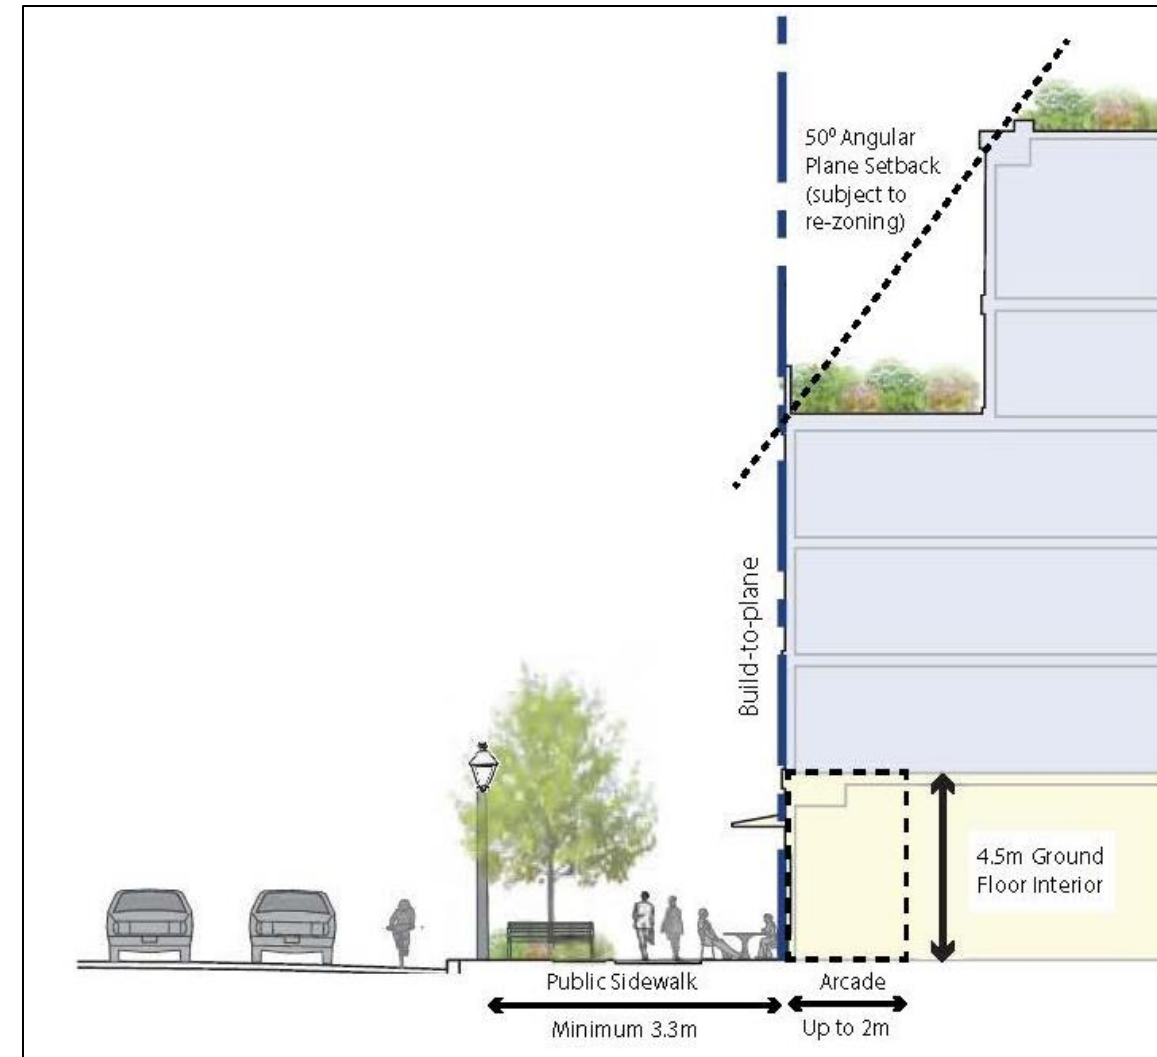 50⁰ Angular
Plane Setback
(subject to
re-zoning)
Build-to-plane
4.5m Ground
Floor Interior
Public Sidewalk
Arcade
Minimum 3.3m
Up to 2m